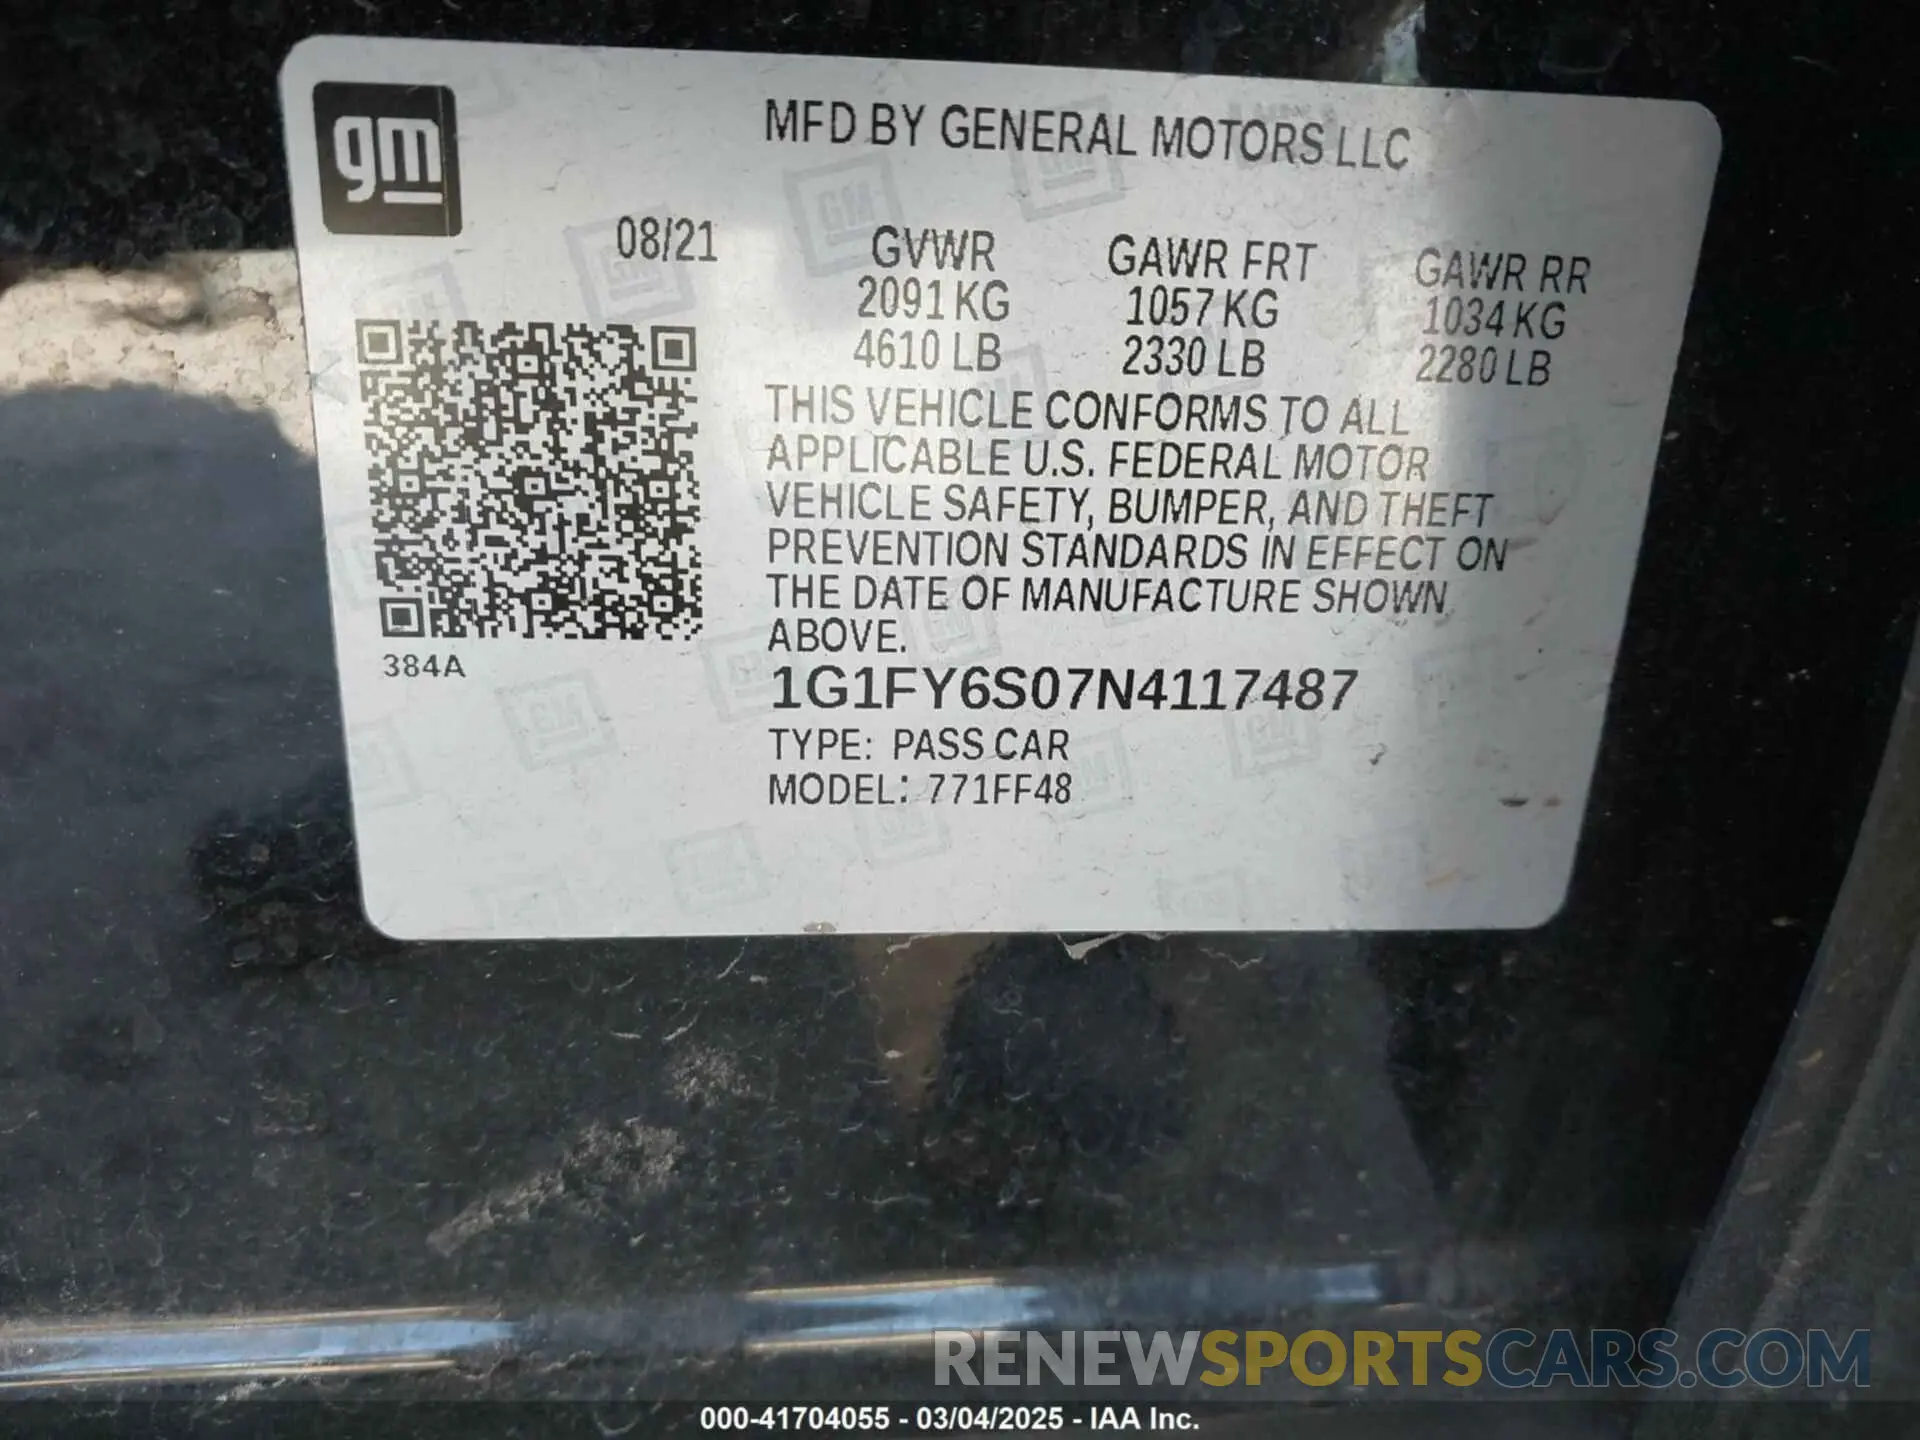 gm
MFD BY GENERAL MOTORS LLC
08/21
GVWR GAWR FRT GAWR RR
2091 KG 1057 KG 1034 KG
4610 LB 2330 LB 2280 LB
THIS VEHICLE CONFORMS TO ALL
APPLICABLE U.S. FEDERAL MOTOR
VEHICLE SAFETY, BUMPER, AND THEFT
PREVENTION STANDARDS IN EFFECT ON
THE DATE OF MANUFACTURE SHOWN
ABOVE.
384A
1G1FY6S07N4117487
TYPE: PASS CAR
MODEL: 771FF48
RENEWSPORTSCARS.COM
000-41704055 - 03/04/2025 - IAA Inc.